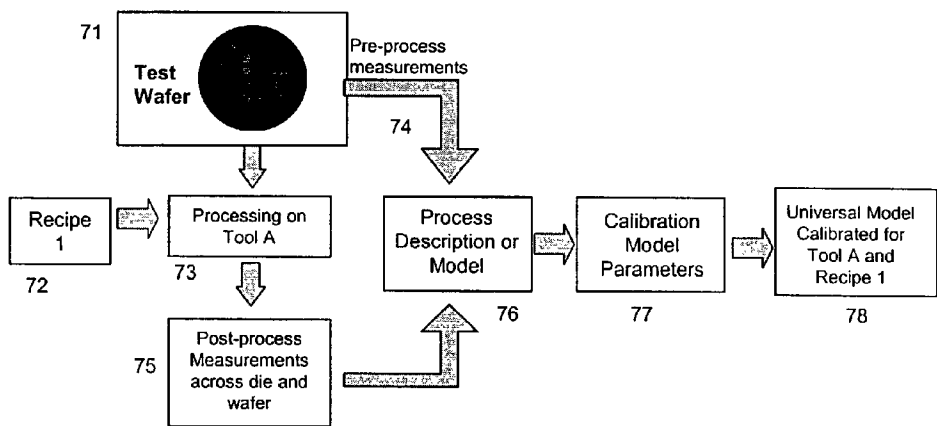 71
Test
Wafer
Pre-process
measurements
74
Recipe
1
72
Processing on
Tool A
73
Process
Description or
Model
76
Calibration
Model
Parameters
77
Universal Model
Calibrated for
Tool A and
Recipe 1
78
75
Post-process
Measurements
across die and
wafer